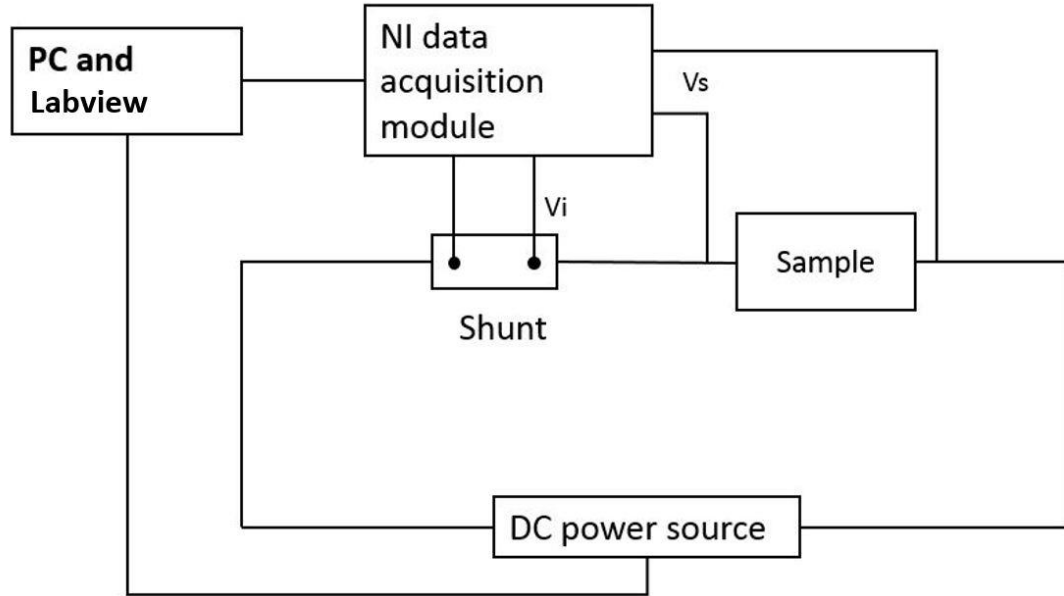 PC and
Labview
NI data
acquisition
module
Vs
Vi
Sample
Shunt
DC power source